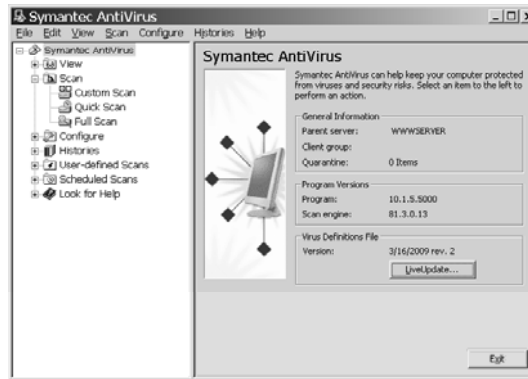 Symantec AntiVirus
File Edit View Scan Configure Histories Help
Symantec AntiVirus
View
Scan
Custom Scan
Quick Scan
Full Scan
Configure
Histories
User-defined Scans
Scheduled Scans
Look for Help
Symantec AntiVirus
Symantec AntiVirus can help keep your computer protected
from viruses and security risks. Select an item to the left to
perform an action.
General Information
Parent server: WWWSERVER
Client group:
Quarantine: 0 Items
Program Versions
Program: 10.1.5.5000
Scan engine: 81.3.0.13
Virus Definitions File
Version: 3/16/2009 rev. 2
LiveUpdate...
Exit